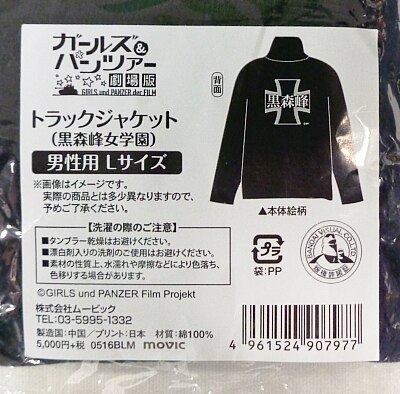 ガールズ&
パンツァー
劇場版
GIRLS und PANZER der FILM
トラックジャケット
(黒森峰女学園)
男性用 Lサイズ
※画像はイメージです。
実際の商品とは多少異なりますので、
予めご了承ください。
背面
黒森峰
▲本体絵柄
【洗濯の際のご注意】
■タンブラー乾燥はお避けください。
■漂白剤入りの洗剤のご使用はお避けください。
■素材の性質上、水濡れや摩擦などにより色落ち、
色移りする場合があります。
プラ
袋:PP
BANDAI VISUAL CO.,LTD.
©GIRLS und PANZER Film Projekt
株式会社ムービック
TEL:03-5995-1332
製造国:中国/プリント:日本 材質:綿100%
5,000円+税 0516BLM movic
4 961524 907977